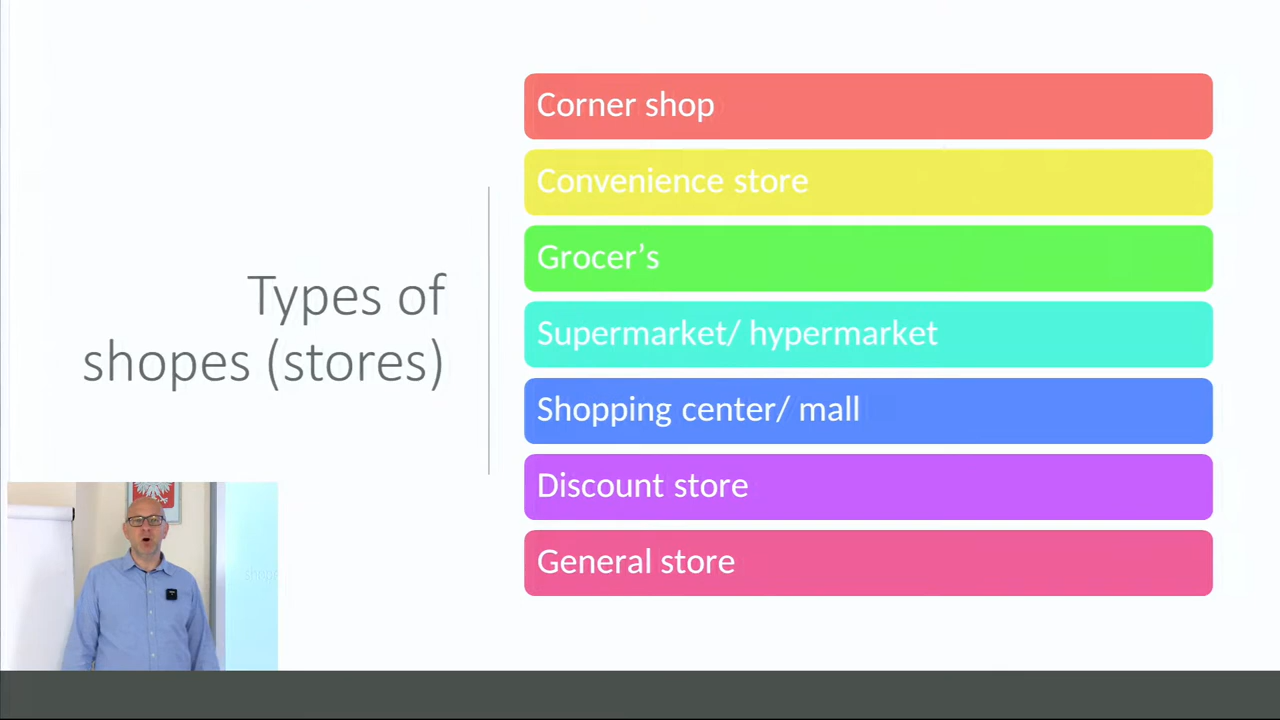 Types of
shopes (stores)
Corner shop
Convenience store
Grocer’s
Supermarket/ hypermarket
Shopping center/ mall
Discount store
General store